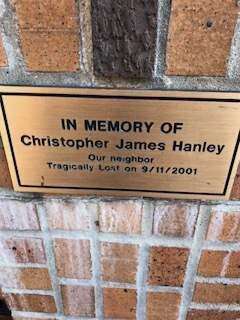 IN MEMORY OF
Christopher James Hanley
Our neighbor
Tragically Lost on 9/11/2001